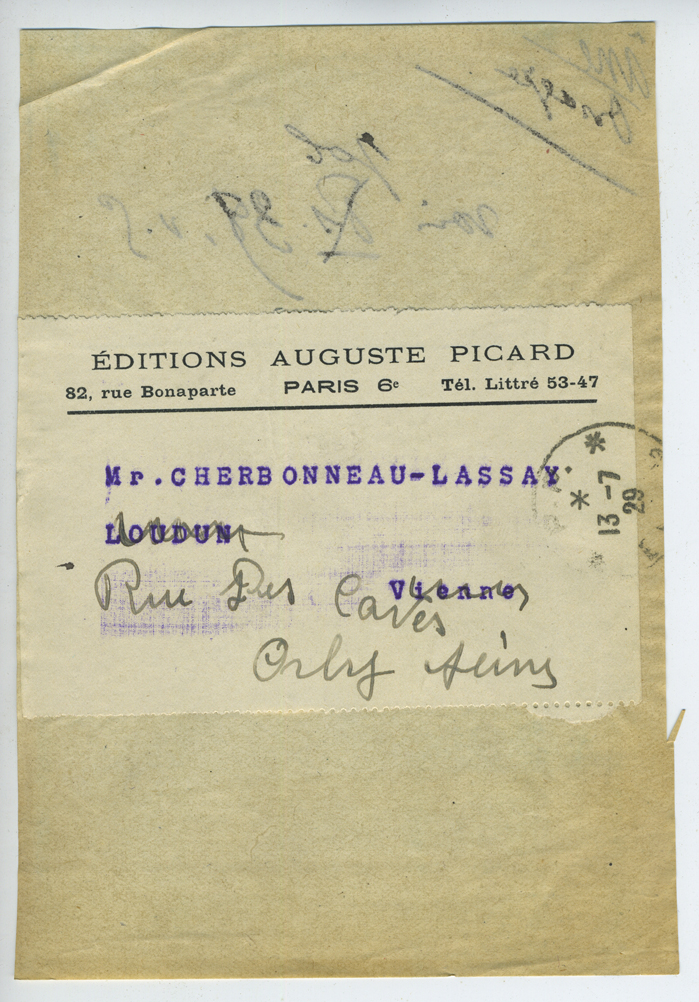 ÉDITIONS AUGUSTE PICARD
82, rue Bonaparte PARIS 6e Tél. Littré 53-47
Mr. CHERBONNEAU-LASSAY
LOUDUN
Vienne
Rue Des Caves
Orly Seine
13-7
29